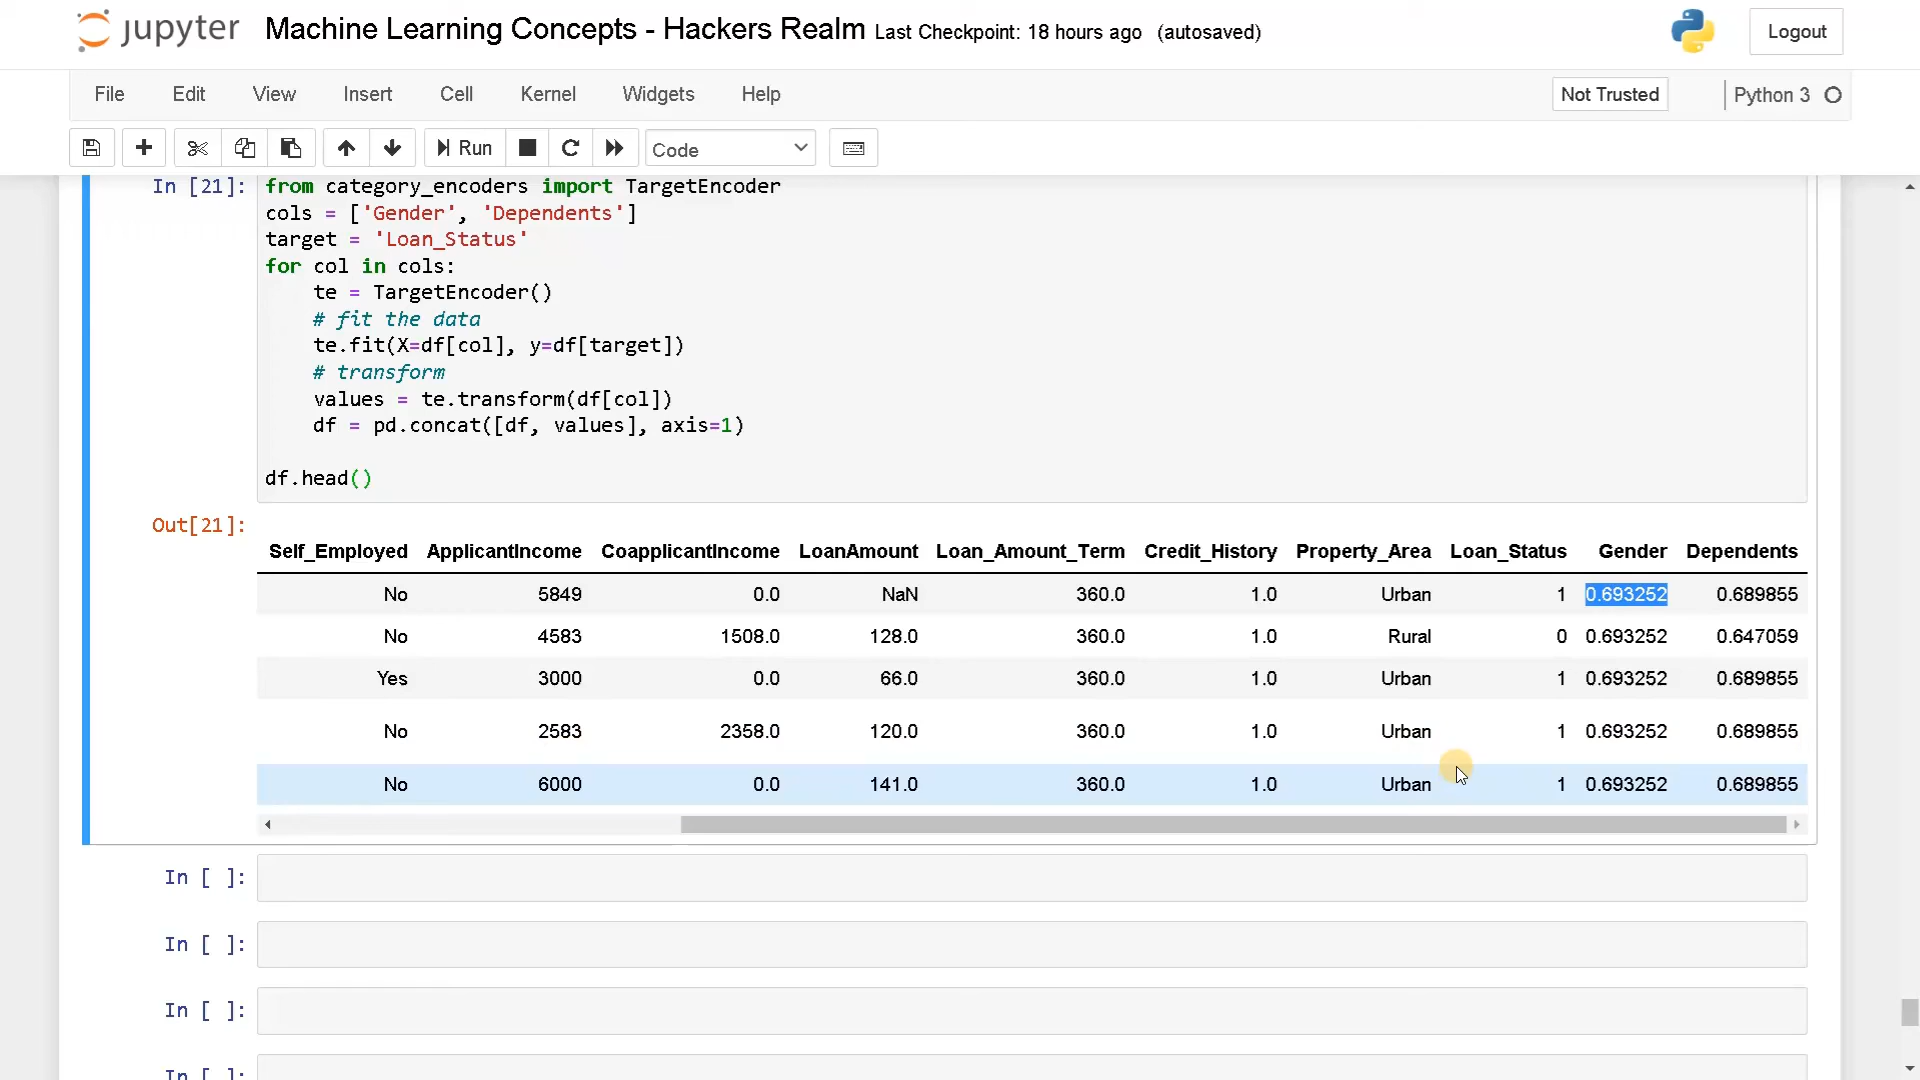 jupyter Machine Learning Concepts - Hackers Realm Last Checkpoint: 18 hours ago (autosaved) Logout
File Edit View Insert Cell Kernel Widgets Help Not Trusted Python 3
Run Code
In [21]: from category_encoders import TargetEncoder
cols = ['Gender', 'Dependents']
target = 'Loan_Status'
for col in cols:
    te = TargetEncoder()
    # fit the data
    te.fit(X=df[col], y=df[target])
    # transform
    values = te.transform(df[col])
    df = pd.concat([df, values], axis=1)
df.head()
Out[21]:
Self_Employed ApplicantIncome CoapplicantIncome LoanAmount Loan_Amount_Term Credit_History Property_Area Loan_Status Gender Dependents
No 5849 0.0 NaN 360.0 1.0 Urban 1 0.693252 0.689855
No 4583 1508.0 128.0 360.0 1.0 Rural 0 0.693252 0.647059
Yes 3000 0.0 66.0 360.0 1.0 Urban 1 0.693252 0.689855
No 2583 2358.0 120.0 360.0 1.0 Urban 1 0.693252 0.689855
No 6000 0.0 141.0 360.0 1.0 Urban 1 0.693252 0.689855
In [ ]:
In [ ]:
In [ ]:
In [ ]: